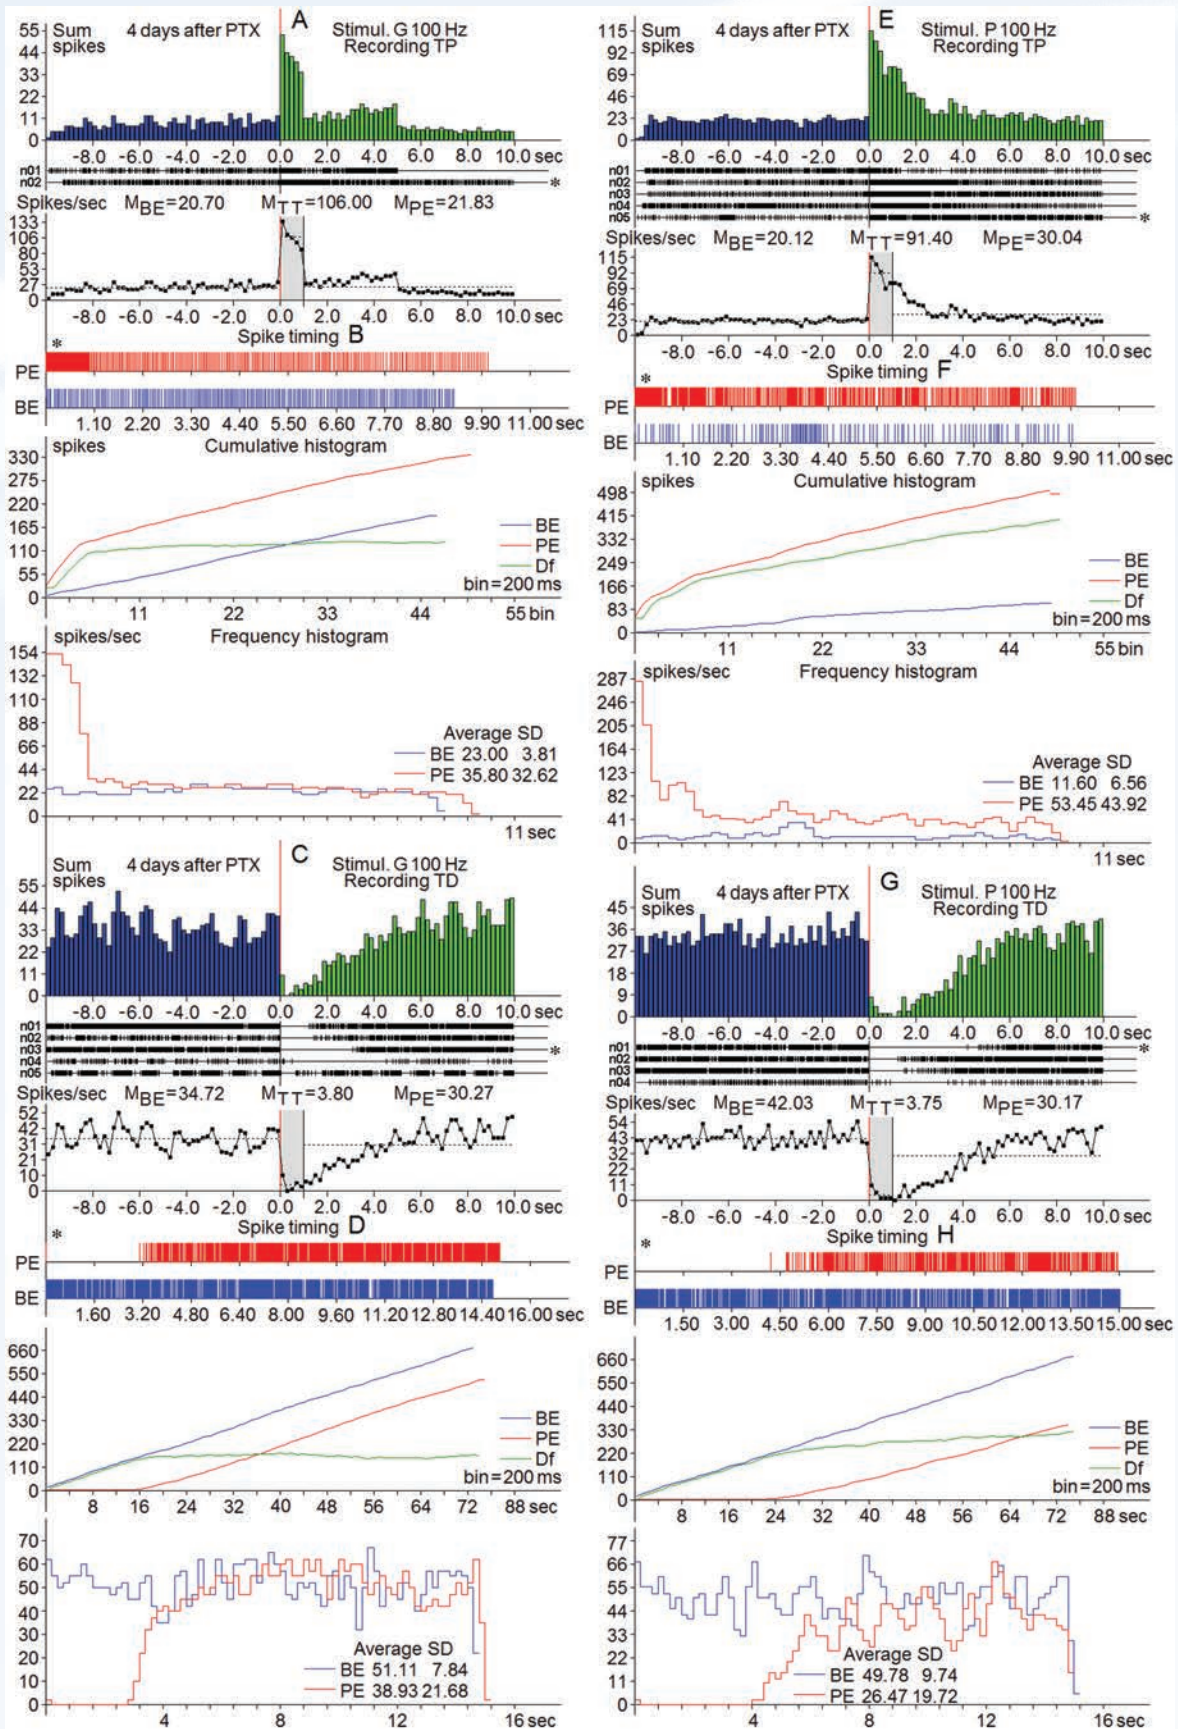 A
Sum spikes 4 days after PTX Stimul. G 100 Hz
Recording TP
55
44
33
22
11
0
-8.0 -6.0 -4.0 -2.0 0.0 2.0 4.0 6.0 8.0 10.0 sec
n01
n02 *
Spikes/sec MBE=20.70 MTT=106.00 MPE=21.83
133
106
80
53
27
0
-8.0 -6.0 -4.0 -2.0 0.0 2.0 4.0 6.0 8.0 10.0 sec
Spike timing B
*
PE
BE
1.10 2.20 3.30 4.40 5.50 6.60 7.70 8.80 9.90 11.00 sec
spikes Cumulative histogram
330
275
220
165
110
55
0
BE
PE
Df
bin=200 ms
11 22 33 44 55 bin
spikes/sec Frequency histogram
154
132
110
88
66
44
22
0
Average SD
BE 23.00 3.81
PE 35.80 32.62
11 sec
C
Sum spikes 4 days after PTX Stimul. G 100 Hz
Recording TD
55
44
33
22
11
0
-8.0 -6.0 -4.0 -2.0 0.0 2.0 4.0 6.0 8.0 10.0 sec
n01
n02
n03 *
n04
n05
Spikes/sec MBE=34.72 MTT=3.80 MPE=30.27
52
42
31
21
10
0
-8.0 -6.0 -4.0 -2.0 0.0 2.0 4.0 6.0 8.0 10.0 sec
Spike timing D
*
PE
BE
1.60 3.20 4.80 6.40 8.00 9.60 11.20 12.80 14.40 16.00 sec
660
550
440
330
220
110
0
BE
PE
Df
bin=200 ms
8 16 24 32 40 48 56 64 72 88 sec
70
60
50
40
30
20
10
0
Average SD
BE 51.11 7.84
PE 38.93 21.68
4 8 12 16 sec
E
Sum spikes 4 days after PTX Stimul. P 100 Hz
Recording TP
115
92
69
46
23
0
-8.0 -6.0 -4.0 -2.0 0.0 2.0 4.0 6.0 8.0 10.0 sec
n01
n02
n03
n04
n05 *
Spikes/sec MBE=20.12 MTT=91.40 MPE=30.04
115
92
69
46
23
0
-8.0 -6.0 -4.0 -2.0 0.0 2.0 4.0 6.0 8.0 10.0 sec
Spike timing F
*
PE
BE
1.10 2.20 3.30 4.40 5.50 6.60 7.70 8.80 9.90 11.00 sec
spikes Cumulative histogram
498
415
332
249
166
83
0
BE
PE
Df
bin=200 ms
11 22 33 44 55 bin
spikes/sec Frequency histogram
287
246
205
164
123
82
41
0
Average SD
BE 11.60 6.56
PE 53.45 43.92
11 sec
G
Sum spikes 4 days after PTX Stimul. P 100 Hz
Recording TD
45
36
27
18
9
0
-8.0 -6.0 -4.0 -2.0 0.0 2.0 4.0 6.0 8.0 10.0 sec
n01 *
n02
n03
n04
Spikes/sec MBE=42.03 MTT=3.75 MPE=30.17
54
43
32
22
11
0
-8.0 -6.0 -4.0 -2.0 0.0 2.0 4.0 6.0 8.0 10.0 sec
Spike timing H
*
PE
BE
1.50 3.00 4.50 6.00 7.50 9.00 10.50 12.00 13.50 15.00 sec
660
550
440
330
220
110
0
BE
PE
Df
bin=200 ms
8 16 24 32 40 48 56 64 72 88 sec
77
66
55
44
33
22
11
0
Average SD
BE 49.78 9.74
PE 26.47 19.72
4 8 12 16 sec